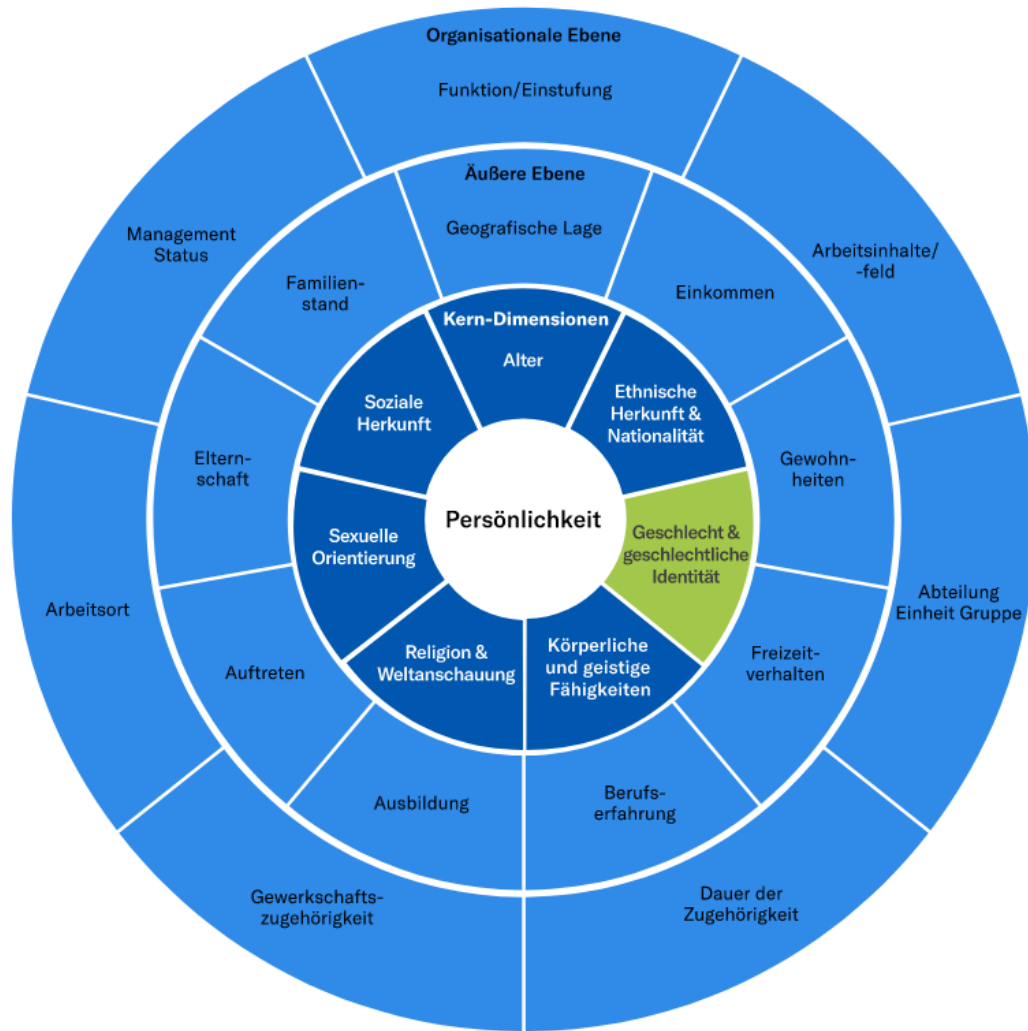 Organisationale Ebene
Funktion/Einstufung
Äußere Ebene
Geografische Lage
Management
Status
Arbeitsinhalte/
-feld
Familien-
stand
Einkommen
Kern-Dimensionen
Alter
Soziale
Herkunft
Ethnische
Herkunft &
Nationalität
Eltern-
schaft
Gewohn-
heiten
Persönlichkeit
Sexuelle
Orientierung
Geschlecht &
geschlechtliche
Identität
Arbeitsort
Abteilung
Einheit Gruppe
Auftreten
Religion &
Weltanschauung
Körperliche
und geistige
Fähigkeiten
Freizeit-
verhalten
Ausbildung
Berufs-
erfahrung
Gewerkschafts-
zugehörigkeit
Dauer der
Zugehörigkeit